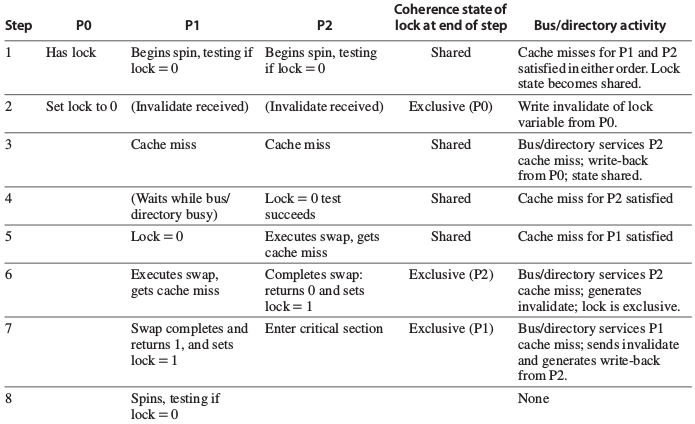 Step P0 P1 P2 Coherence state of lock at end of step Bus/directory activity
1 Has lock Begins spin, testing if lock = 0 Begins spin, testing if lock = 0 Shared Cache misses for P1 and P2 satisfied in either order. Lock state becomes shared.
2 Set lock to 0 (Invalidate received) (Invalidate received) Exclusive (P0) Write invalidate of lock variable from P0.
3 Cache miss Cache miss Shared Bus/directory services P2 cache miss; write-back from P0; state shared.
4 (Waits while bus/directory busy) Lock = 0 test succeeds Shared Cache miss for P2 satisfied
5 Lock = 0 Executes swap, gets cache miss Shared Cache miss for P1 satisfied
6 Executes swap, gets cache miss Completes swap: returns 0 and sets lock = 1 Exclusive (P2) Bus/directory services P2 cache miss; generates invalidate; lock is exclusive.
7 Swap completes and returns 1, and sets lock = 1 Enter critical section Exclusive (P1) Bus/directory services P1 cache miss; sends invalidate and generates write-back from P2.
8 Spins, testing if lock = 0 None